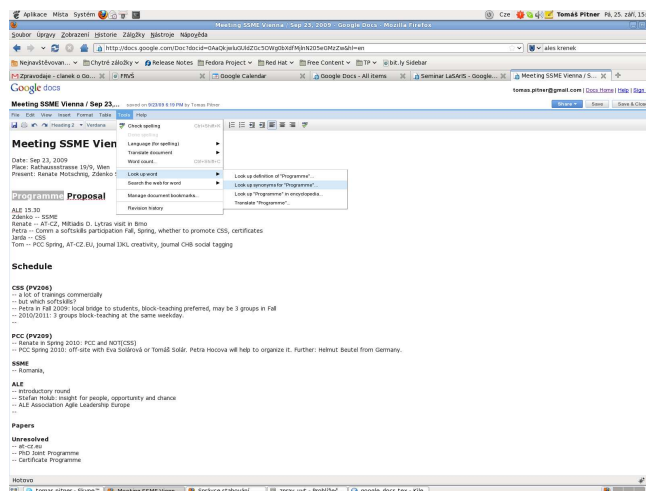 Aplikace Místa Systém Cze Tomáš Pitner Pá, 25. září, 15:
Meeting SSME Vienna / Sep 23, 2009 - Google Docs - Mozilla Firefox
Soubor Úpravy Zobrazení Historie Záložky Nástroje Nápověda
ales krenek
Nejnavštěvovan... Chytré záložky Release Notes Fedora Project Red Hat Free Content TP bit.ly Sidebar
Zpravodaje - clanek o Go... FRVŠ Google Calendar Google Docs - All items Seminar LaSArIS - Google... Meeting SSME Vienna / S...
Google docs
tomas.pitner@gmail.com | Docs Home | Help | Sign
Meeting SSME Vienna / Sep 23,... saved on 9/23/09 6:19 PM by Tomas Pitner Share Save Save & Close
File Edit View Insert Format Table Tools Help
Heading 2 Verdana
Check spelling Ctrl+Shift+R
Language (for spelling)
Translate document
Word count...
Look up word
Search the web for word
Manage document bookmarks...
Revision history
Look up definition of "Programme"...
Look up synonyms for "Programme"...
Look up "Programme" in encyclopedia...
Translate "Programme"...
Meeting SSME Vien
Date: Sep 23, 2009
Place: Rathausstrasse 19/9, Wien
Present: Renate Motschnig, Zdenko
Programme Proposal
ALE 15.30
Zdenko -- SSME
Renate -- AT-CZ, Miltiadis D. Lytras visit in Brno
Petra -- Comm a softskills participation Fall, Spring, whether to promote CSS, certificates
Jarda -- CSS
Tom -- PCC Spring, AT-CZ.EU, journal IJKL creativity, journal CHB social tagging
Schedule
CSS (PV206)
-- a lot of trainings commercially
-- but which softskills?
-- Petra in Fall 2009: local bridge to students, block-teaching preferred, may be 3 groups in Fall
-- 2010/2011: 3 groups block-teaching at the same weekday.
--
PCC (PV209)
-- Renate in Spring 2010: PCC and NOT(CSS)
-- PCC Spring 2010: off-site with Eva Solárová or Tomáš Solár. Petra Hocova will help to organize it. Further: Helmut Beutel from Germany.
SSME
-- Romania,
ALE
-- introductory round
-- Stefan Holub: insight for people, opportunity and chance
-- ALE Association Agile Leadership Europe
--
Papers
Unresolved
-- at-cz.eu
-- PhD Joint Programme
-- Certificate Programme
Hotovo